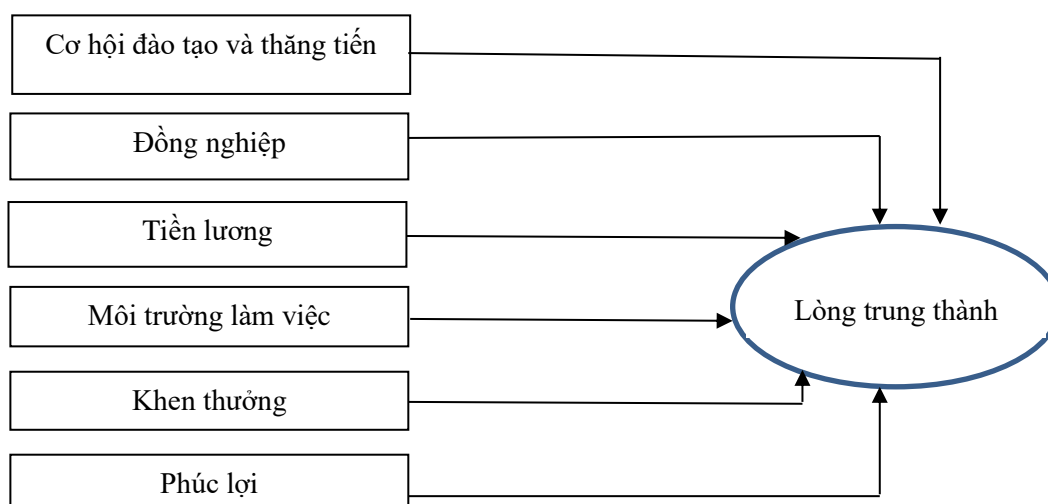 Cơ hội đào tạo và thăng tiến
Đồng nghiệp
Tiền lương
Môi trường làm việc
Lòng trung thành
Khen thưởng
Phúc lợi